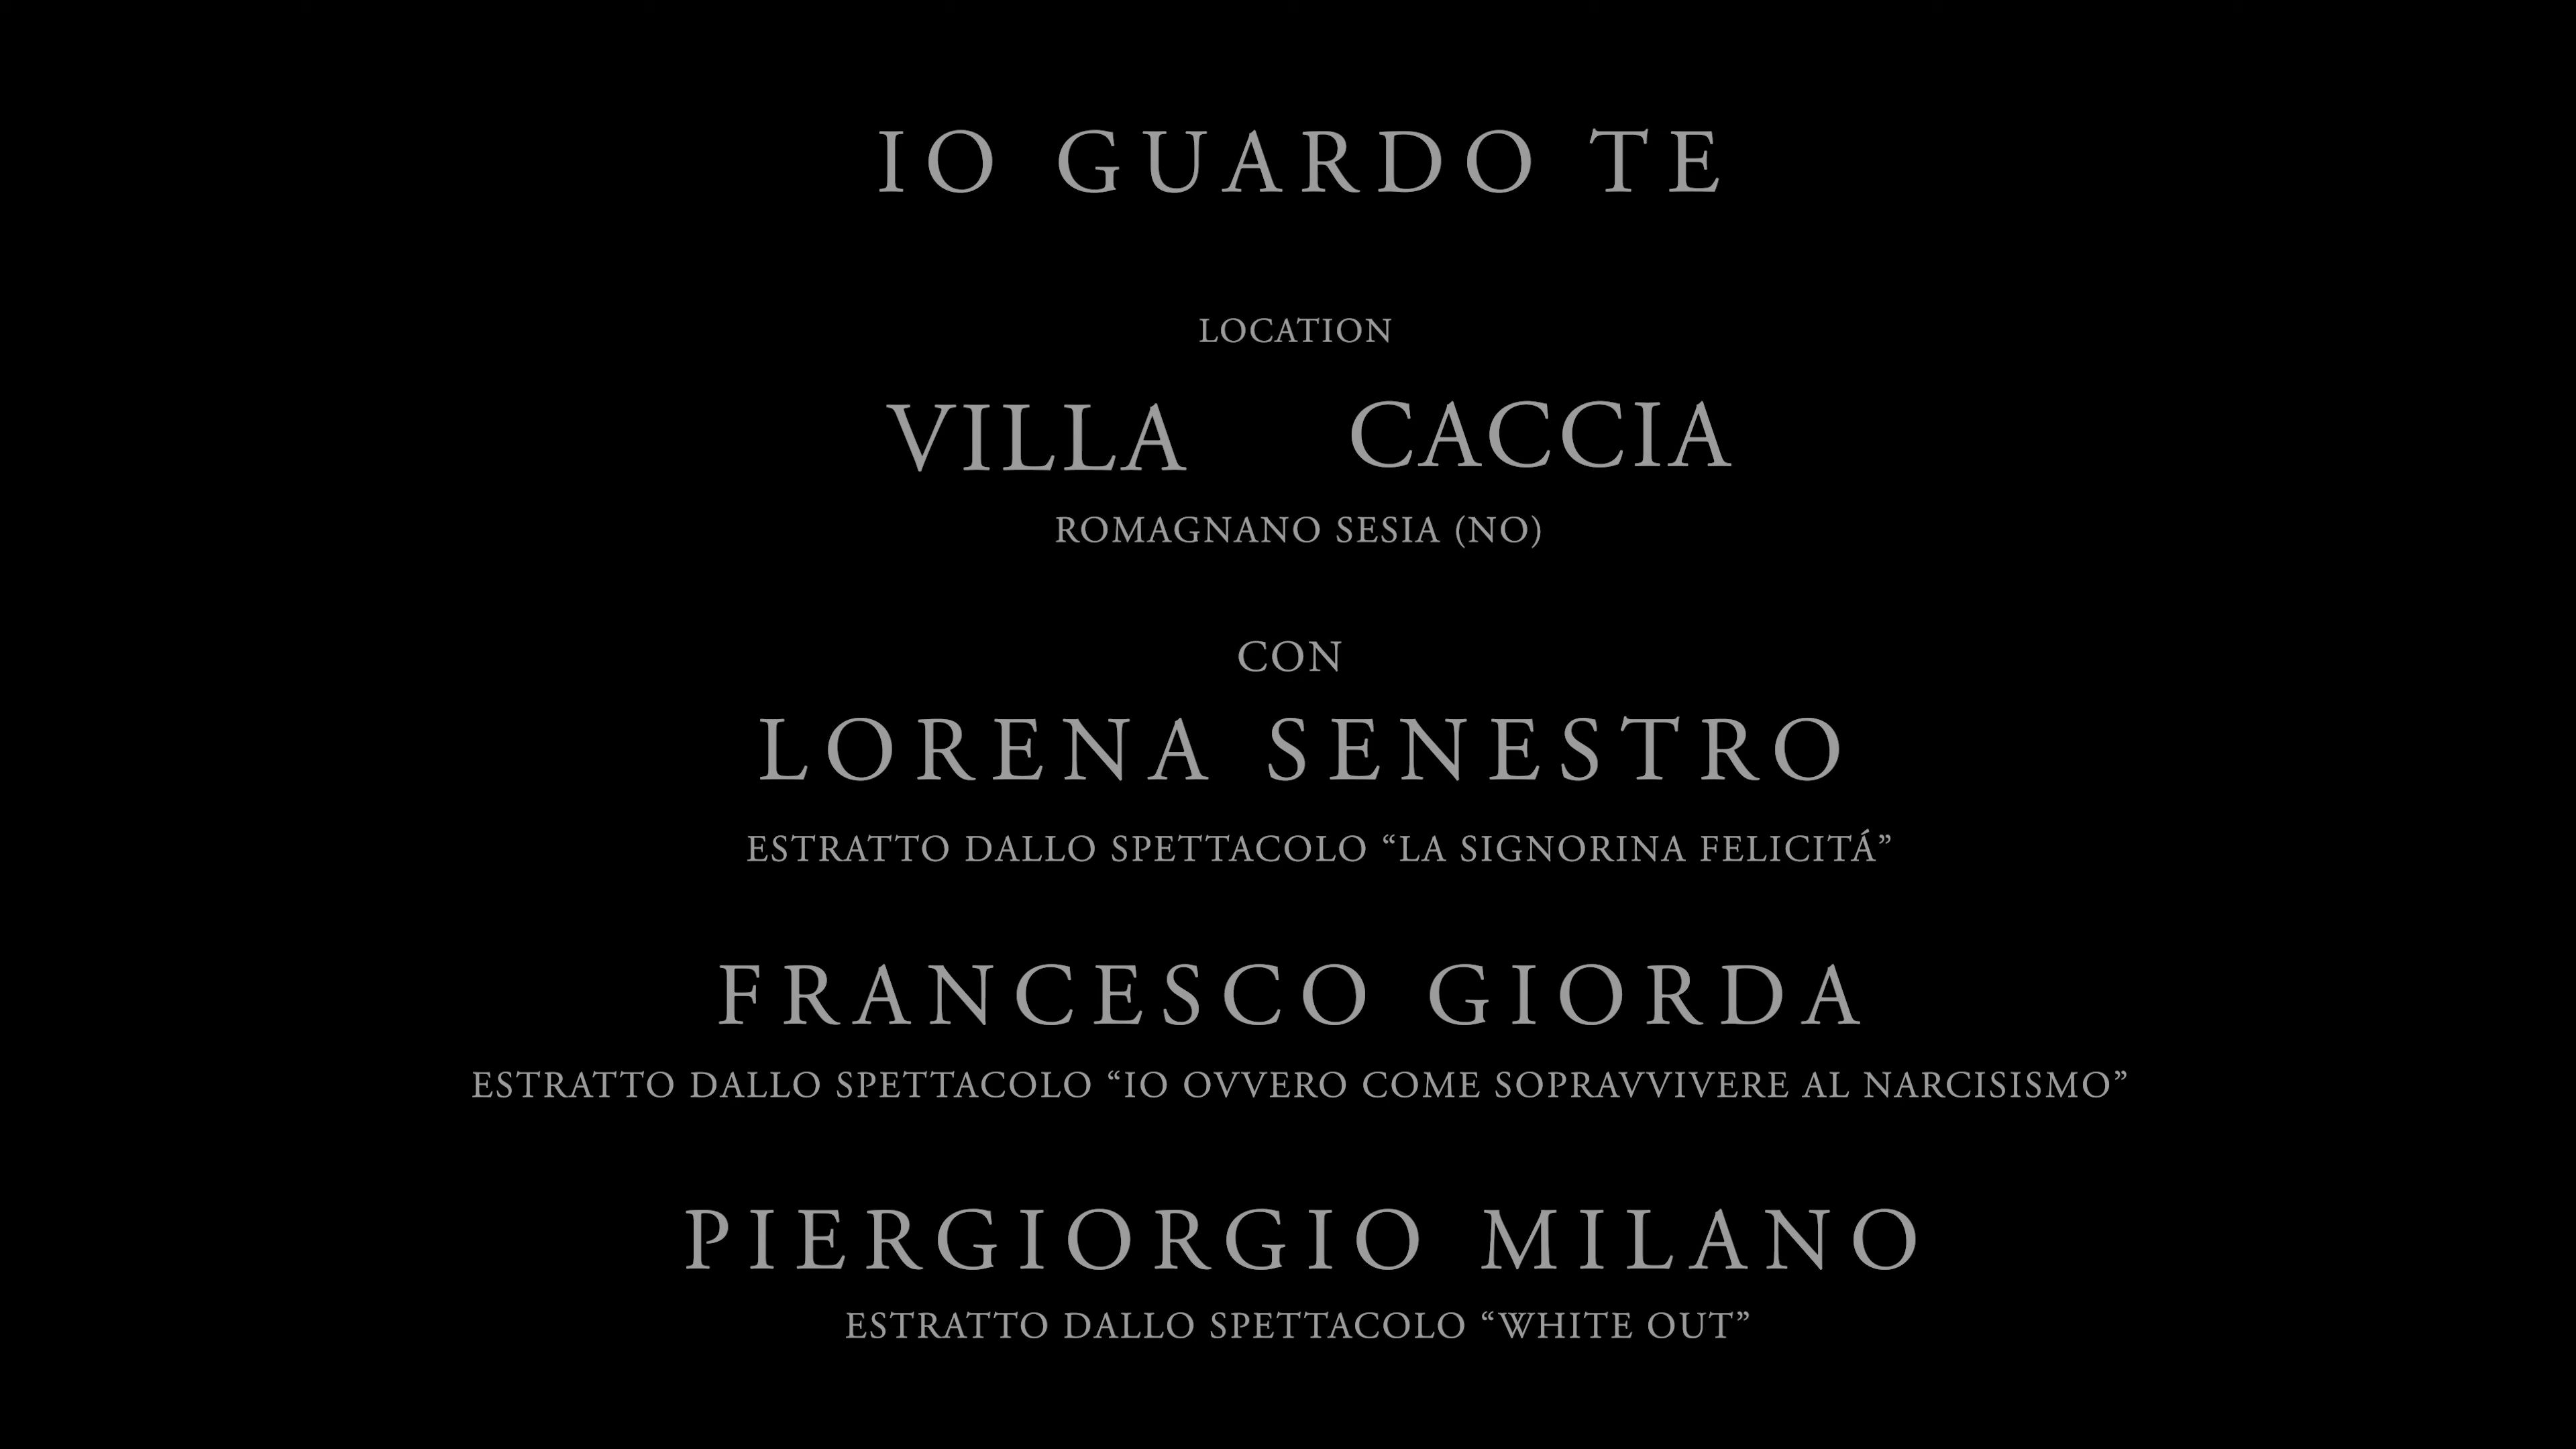 IO GUARDO TE
LOCATION
VILLA CACCIA
ROMAGNANO SESIA (NO)
CON
LORENA SENESTRO
ESTRATTO DALLO SPETTACOLO “LA SIGNORINA FELICITÁ”
FRANCESCO GIORDA
ESTRATTO DALLO SPETTACOLO “IO OVVERO COME SOPRAVVIVERE AL NARCISISMO”
PIERGIORGIO MILANO
ESTRATTO DALLO SPETTACOLO “WHITE OUT”